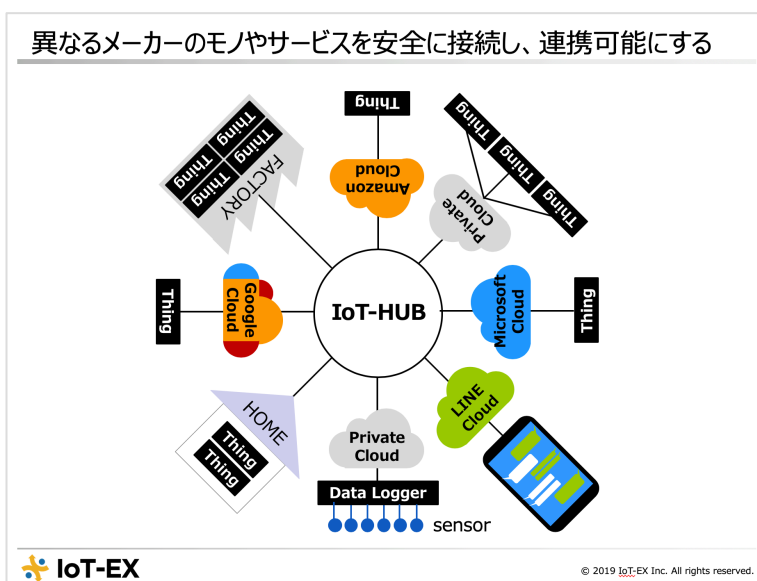 異なるメーカーのモノやサービスを安全に接続し、連携可能にする
Thing
Amazon
Cloud
Thing
Thing
Thing
Private
Cloud
Thing
Thing
Thing
Thing
Thing
FACTORY
Thing
Google
Cloud
IoT-HUB
Microsoft
Cloud
Thing
HOME
Thing
Thing
Private
Cloud
Data Logger
sensor
LINE
Cloud
IoT-EX
© 2019 IoT-EX Inc. All rights reserved.